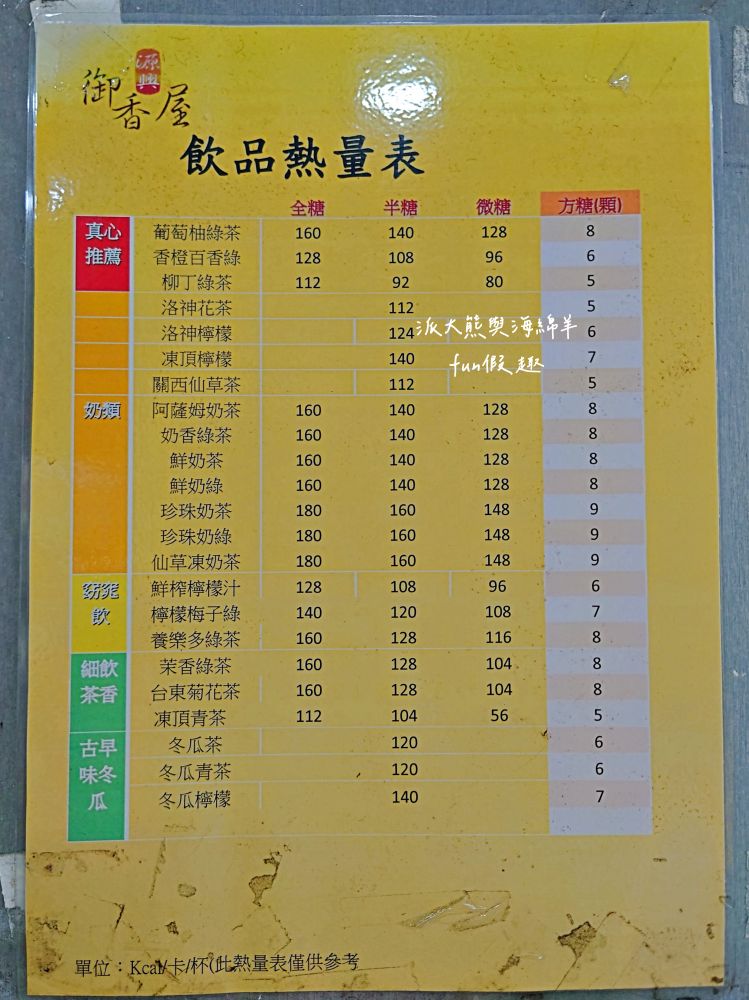 源興
御香屋
飲品熱量表
全糖 半糖 微糖 方糖(顆)
真心推薦 葡萄柚綠茶 160 140 128 8
香橙百香綠 128 108 96 6
柳丁綠茶 112 92 80 5
洛神花茶 112 5
洛神檸檬 124 6
凍頂檸檬 140 7
關西仙草茶 112 5
奶類 阿薩姆奶茶 160 140 128 8
奶香綠茶 160 140 128 8
鮮奶茶 160 140 128 8
鮮奶綠 160 140 128 8
珍珠奶茶 180 160 148 9
珍珠奶綠 180 160 148 9
仙草凍奶茶 180 160 148 9
窈窕飲 鮮榨檸檬汁 128 108 96 6
檸檬梅子綠 140 120 108 7
養樂多綠茶 160 128 116 8
細飲茶香 茉香綠茶 160 128 104 8
台東菊花茶 160 128 104 8
凍頂青茶 112 104 56 5
古早味冬瓜 冬瓜茶 120 6
冬瓜青茶 120 6
冬瓜檸檬 140 7
派大熊與海綿羊
fun假趣
單位：Kcal/卡/杯(此熱量表僅供參考